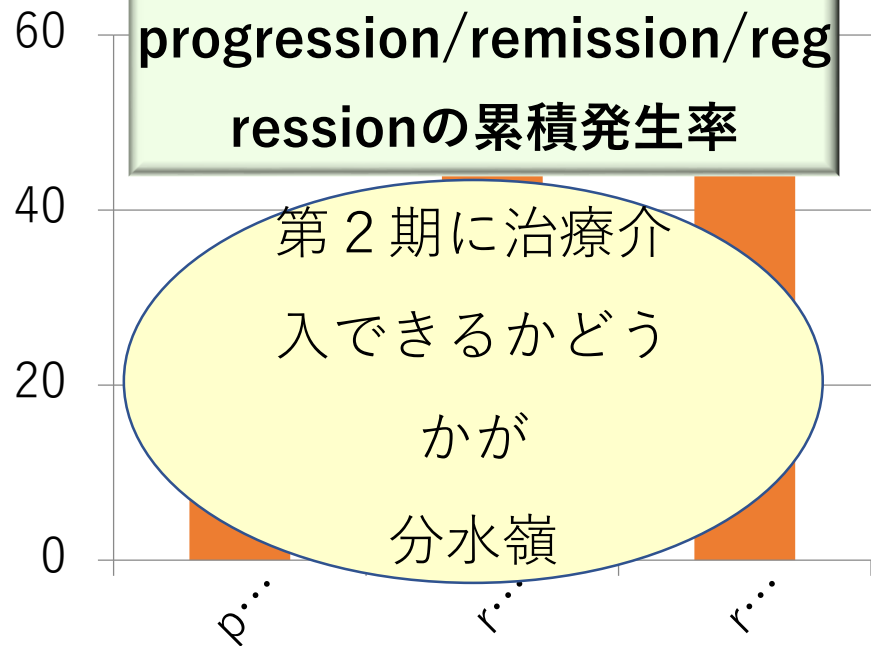 60
progression/remission/reg
ressionの累積発生率
40
第２期に治療介
入できるかどう
かが
20
分水嶺
0
p…
r…
r…